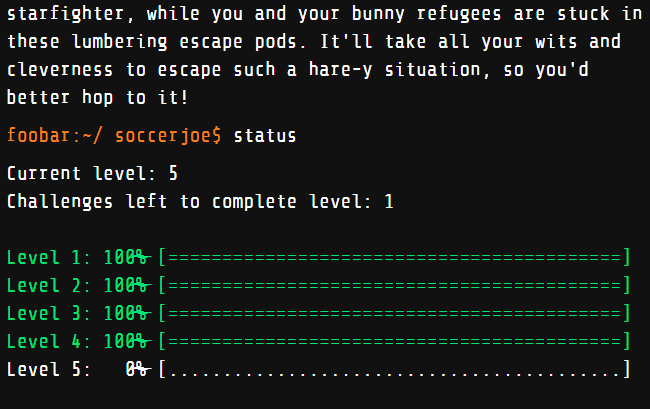 starfighter, while you and your bunny refugees are stuck in
these lumbering escape pods. It'll take all your wits and
cleverness to escape such a hare-y situation, so you'd
better hop to it!
foobar:~/ soccerjoe$ status
Current level: 5
Challenges left to complete level: 1
Level 1: 100% [==========================================]
Level 2: 100% [==========================================]
Level 3: 100% [==========================================]
Level 4: 100% [==========================================]
Level 5:   0% [..........................................]